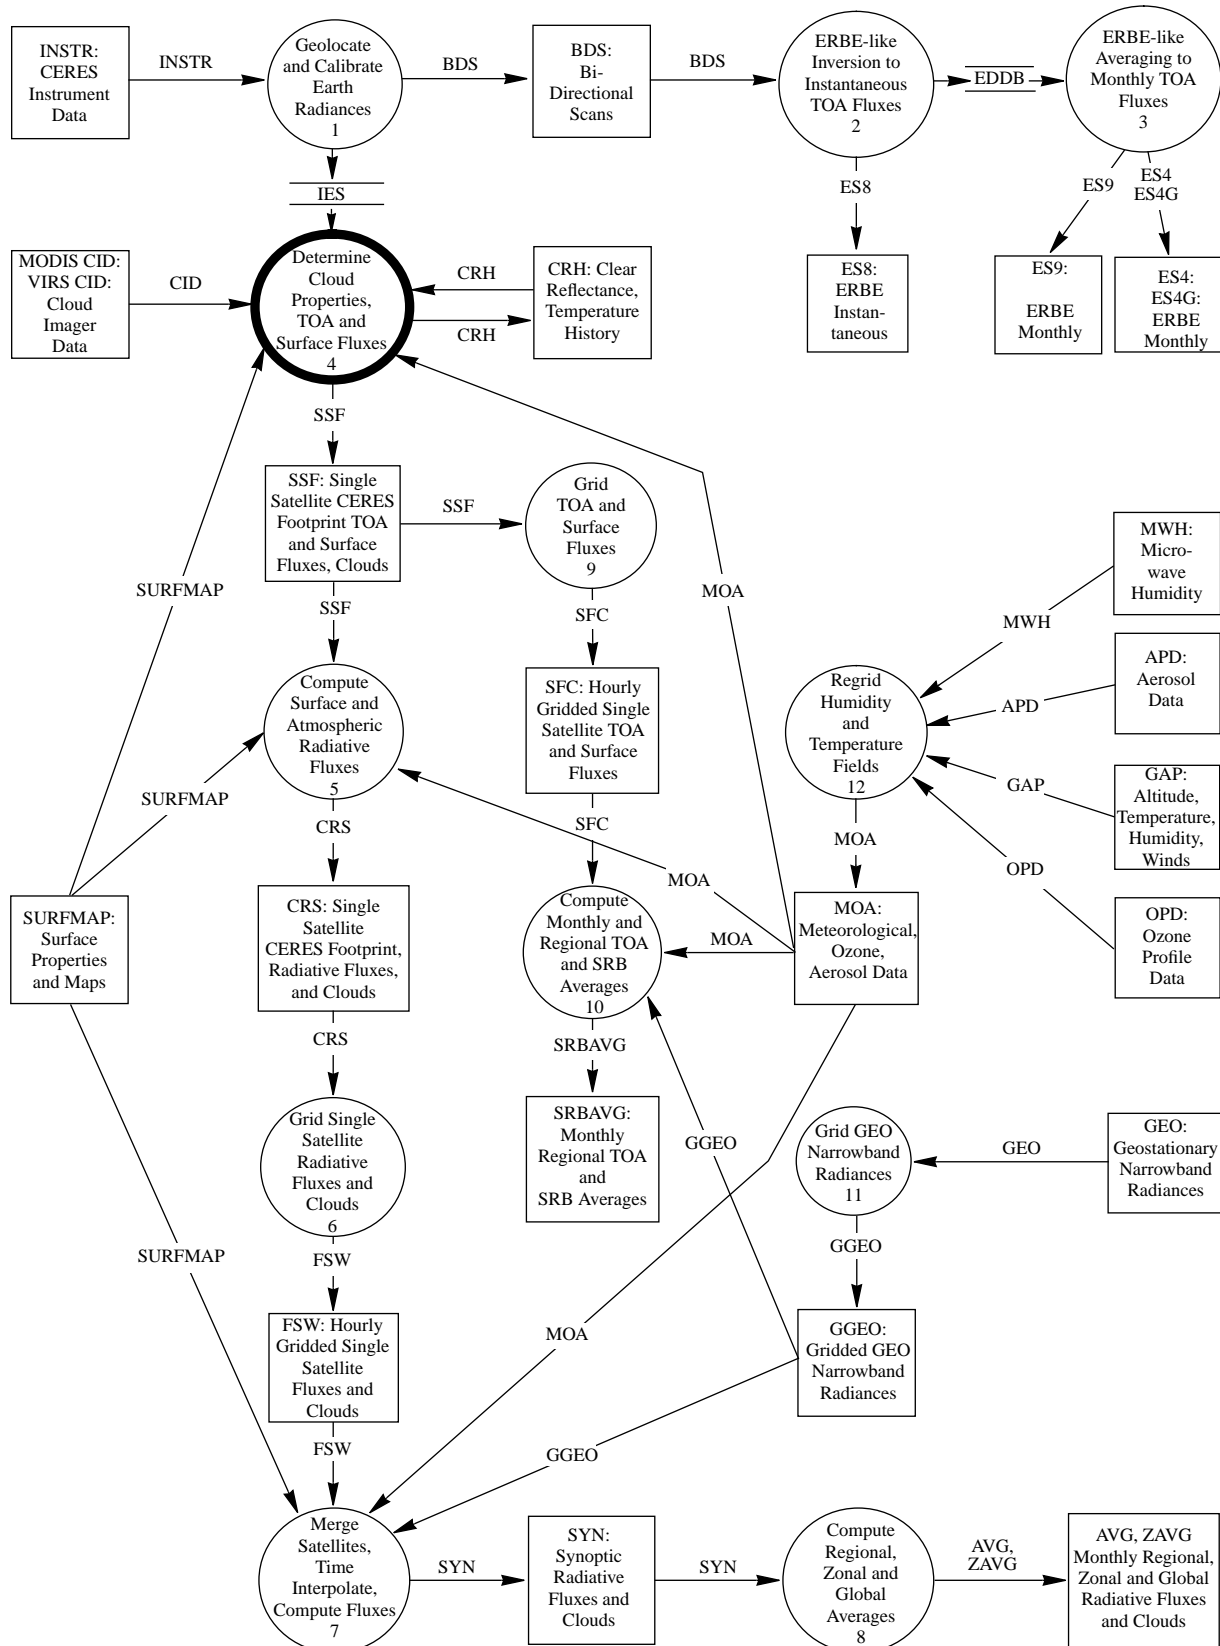 INSTR:
CERES
Instrument
Data
INSTR
Geolocate
and Calibrate
Earth
Radiances
1
BDS
BDS:
Bi-
Directional
Scans
BDS
ERBE-like
Inversion to
Instantaneous
TOA Fluxes
2
EDDB
ERBE-like
Averaging to
Monthly TOA
Fluxes
3
IES
ES8
ES9
ES4
ES4G
MODIS CID:
VIRS CID:
Cloud
Imager
Data
CID
Determine
Cloud
Properties,
TOA and
Surface Fluxes
4
CRH
CRH
CRH: Clear
Reflectance,
Temperature
History
ES8:
ERBE
Instan-
taneous
ES9:
ERBE
Monthly
ES4:
ES4G:
ERBE
Monthly
SSF
SSF: Single
Satellite CERES
Footprint TOA
and Surface
Fluxes, Clouds
SSF
Grid
TOA and
Surface
Fluxes
9
MWH:
Micro-
wave
Humidity
SURFMAP
SSF
SFC
MOA
MWH
Compute
Surface and
Atmospheric
Radiative
Fluxes
5
SFC: Hourly
Gridded Single
Satellite TOA
and Surface
Fluxes
Regrid
Humidity
and
Temperature
Fields
12
APD
APD:
Aerosol
Data
SURFMAP
GAP
GAP:
Altitude,
Temperature,
Humidity,
Winds
CRS
SFC
MOA
MOA
OPD
SURFMAP:
Surface
Properties
and Maps
CRS: Single
Satellite
CERES Footprint,
Radiative Fluxes,
and Clouds
Compute
Monthly and
Regional TOA
and SRB
Averages
10
MOA
MOA:
Meteorological,
Ozone,
Aerosol Data
OPD:
Ozone
Profile
Data
CRS
SRBAVG
Grid Single
Satellite
Radiative
Fluxes and
Clouds
6
SRBAVG:
Monthly
Regional TOA
and
SRB Averages
GGEO
Grid GEO
Narrowband
Radiances
11
GEO
GEO:
Geostationary
Narrowband
Radiances
SURFMAP
FSW
GGEO
FSW: Hourly
Gridded Single
Satellite
Fluxes and
Clouds
MOA
GGEO:
Gridded GEO
Narrowband
Radiances
FSW
GGEO
Merge
Satellites,
Time
Interpolate,
Compute Fluxes
7
SYN
SYN:
Synoptic
Radiative
Fluxes and
Clouds
SYN
Compute
Regional,
Zonal and
Global
Averages
8
AVG,
ZAVG
AVG, ZAVG
Monthly Regional,
Zonal and Global
Radiative Fluxes
and Clouds